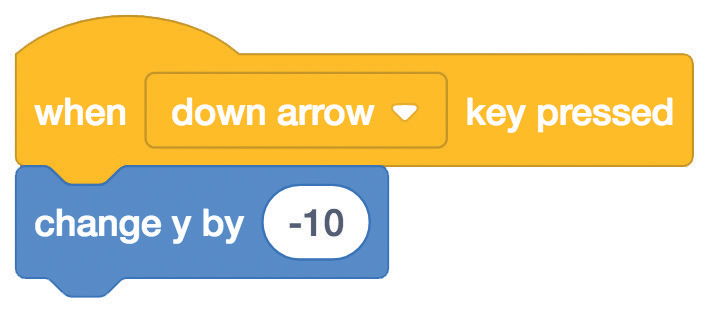 when down arrow key pressed
change y by -10